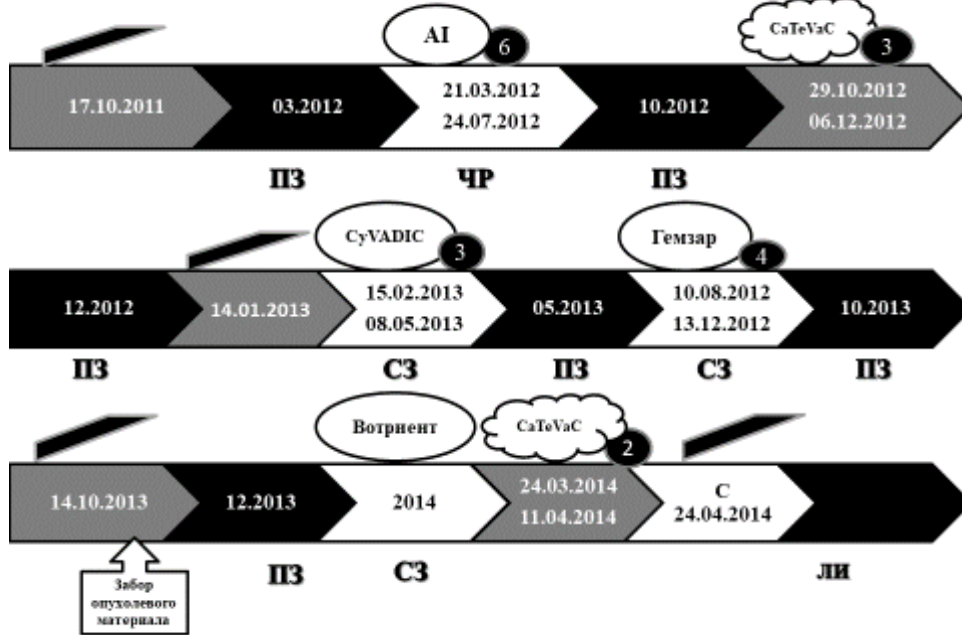 AI
6
CaTeVaC
3
17.10.2011
03.2012
21.03.2012
24.07.2012
10.2012
29.10.2012
06.12.2012
ПЗ
ЧР
ПЗ
CyVADIC
3
Гемзар
4
12.2012
14.01.2013
15.02.2013
08.05.2013
05.2013
10.08.2012
13.12.2012
10.2013
ПЗ
СЗ
ПЗ
СЗ
ПЗ
Вотриент
CaTeVaC
2
14.10.2013
12.2013
2014
24.03.2014
11.04.2014
С
24.04.2014
ПЗ
СЗ
ЛИ
Забор
опухолевого
материала